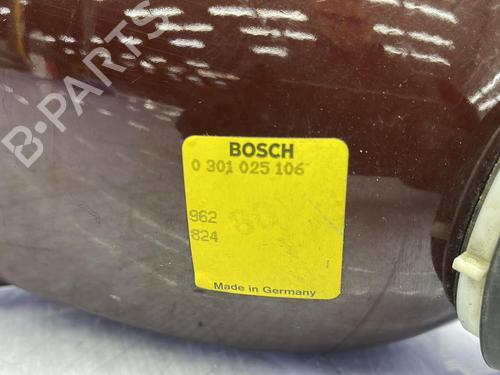 B-PARTS
BOSCH
0 301 025 106
962
824
Made in Germany